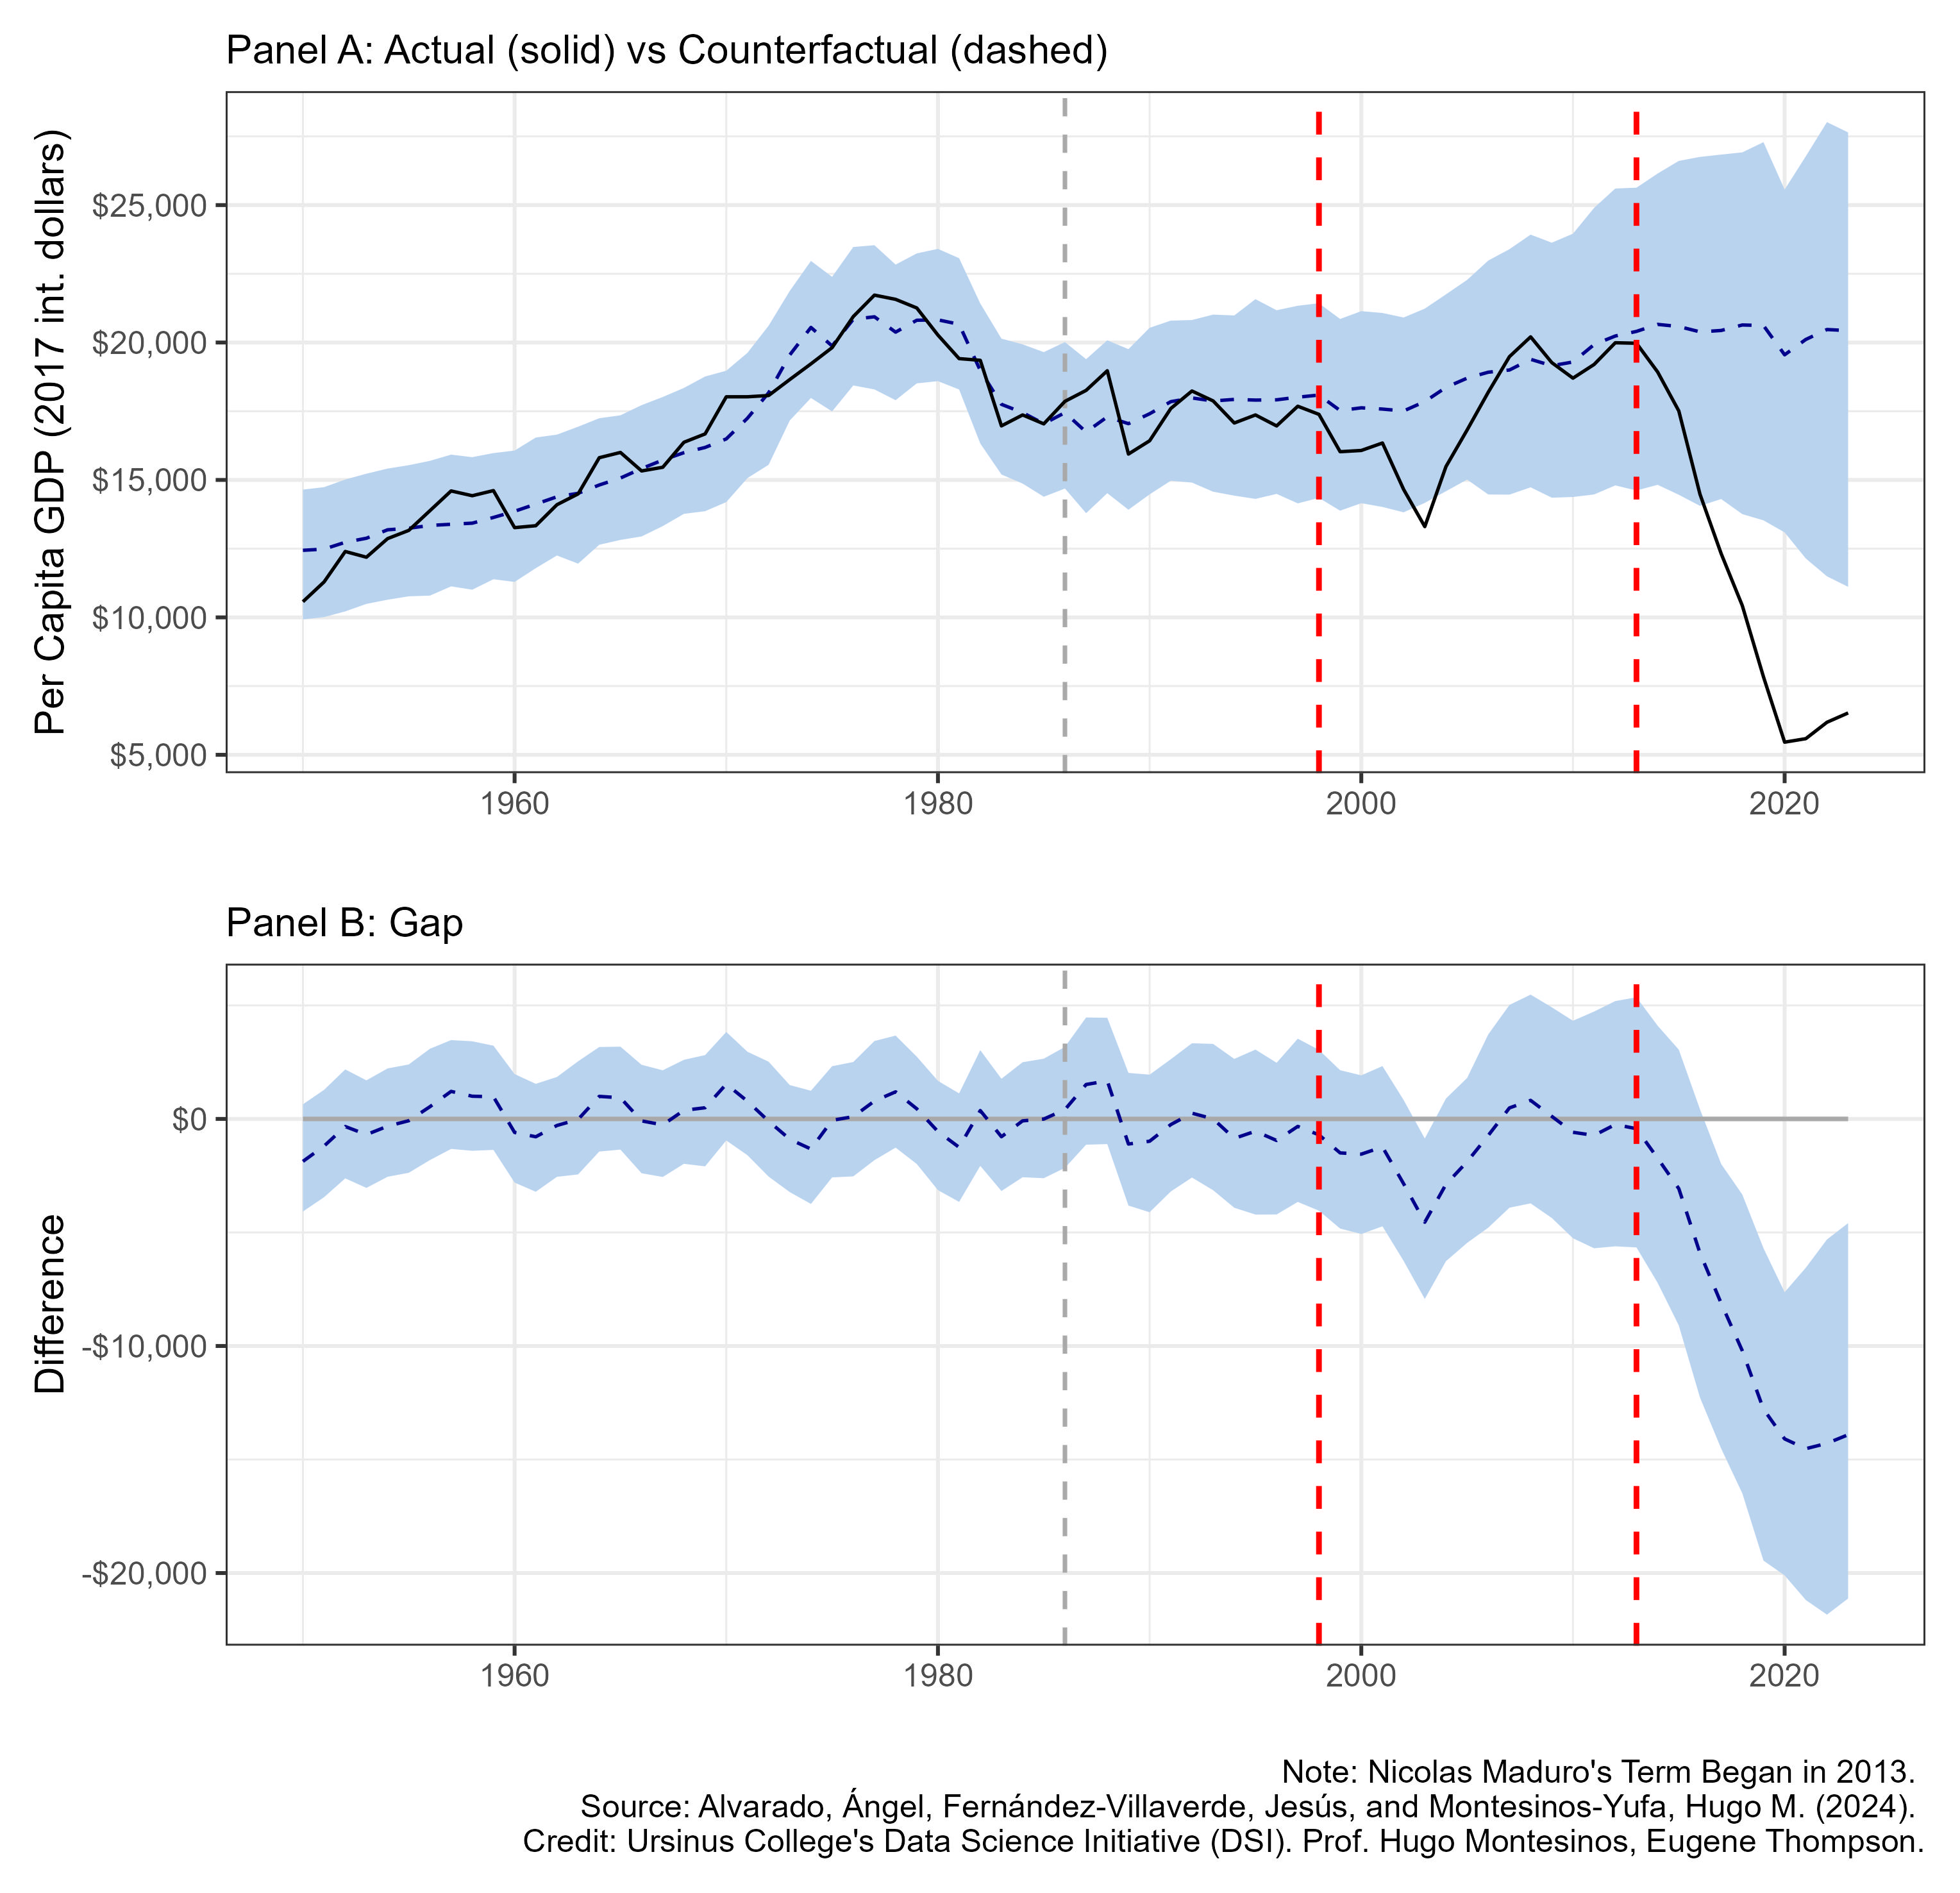 Panel A: Actual (solid) vs Counterfactual (dashed)
Per Capita GDP (2017 int. dollars)
$25,000
$20,000
$15,000
$10,000
$5,000
1960 1980 2000 2020
Panel B: Gap
Difference
$0
-$10,000
-$20,000
1960 1980 2000 2020
Note: Nicolas Maduro's Term Began in 2013.
Source: Alvarado, Ángel, Fernández-Villaverde, Jesús, and Montesinos-Yufa, Hugo M. (2024).
Credit: Ursinus College's Data Science Initiative (DSI). Prof. Hugo Montesinos, Eugene Thompson.